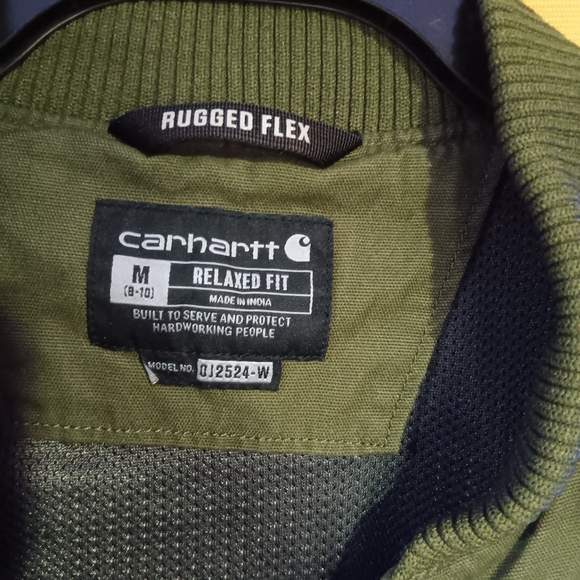 RUGGED FLEX
carhartt
M
(8-10)
RELAXED FIT
MADE IN INDIA
BUILT TO SERVE AND PROTECT
HARDWORKING PEOPLE
MODEL NO. OJ2524-W